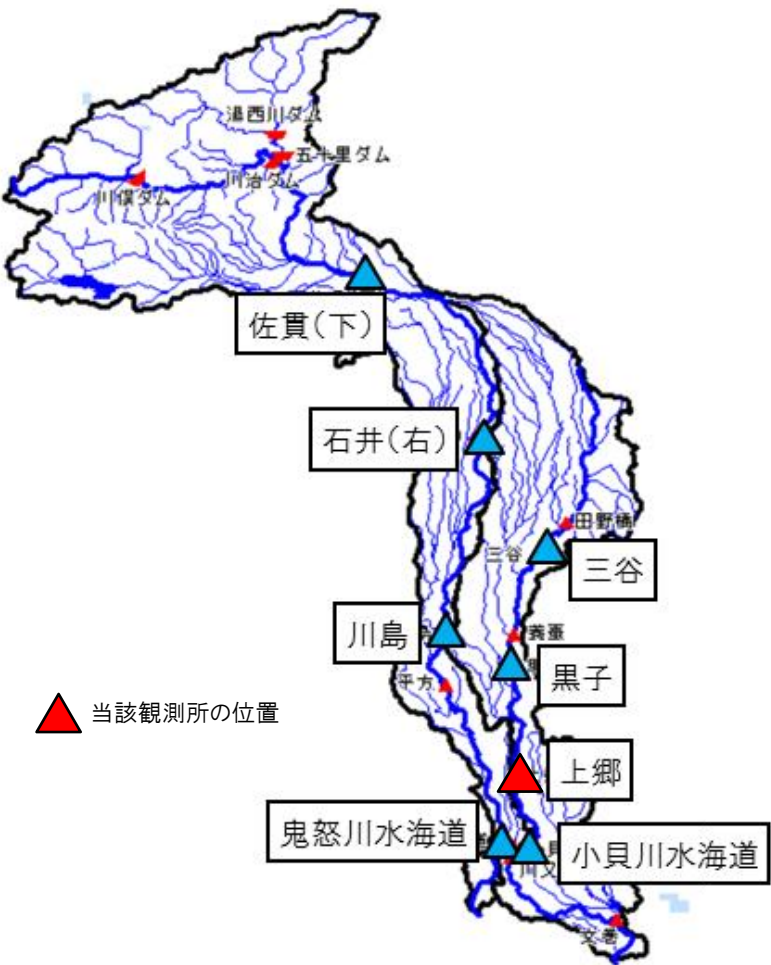 湯西川ダム
五十里ダム
川治ダム
川俣ダム
佐貫(下)
石井(右)
田野橋
三谷
三谷
川島
養蚕
黒子
平方
当該観測所の位置
上郷
鬼怒川水海道
小貝川水海道
文巻